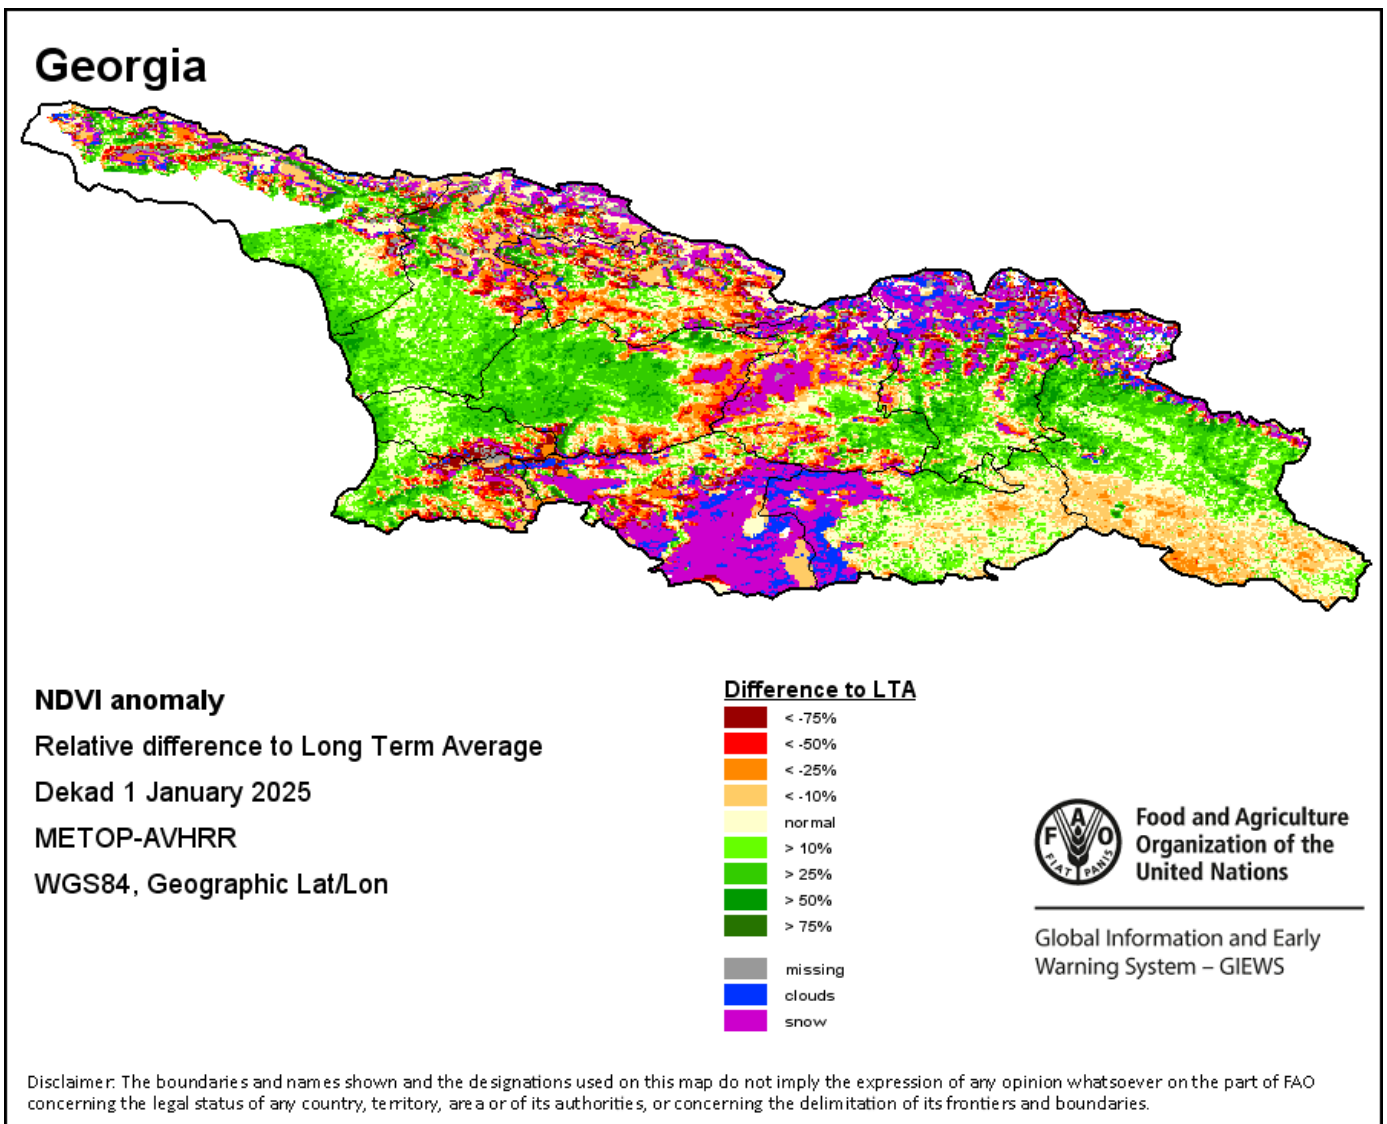 Georgia
NDVI anomaly
Relative difference to Long Term Average
Dekad 1 January 2025
METOP-AVHRR
WGS84, Geographic Lat/Lon
Difference to LTA
< -75%
< -50%
< -25%
< -10%
normal
> 10%
> 25%
> 50%
> 75%
missing
clouds
snow
F A O
FIAT PANIS
Food and Agriculture
Organization of the
United Nations
Global Information and Early
Warning System – GIEWS
Disclaimer: The boundaries and names shown and the designations used on this map do not imply the expression of any opinion whatsoever on the part of FAO
concerning the legal status of any country, territory, area or of its authorities, or concerning the delimitation of its frontiers and boundaries.